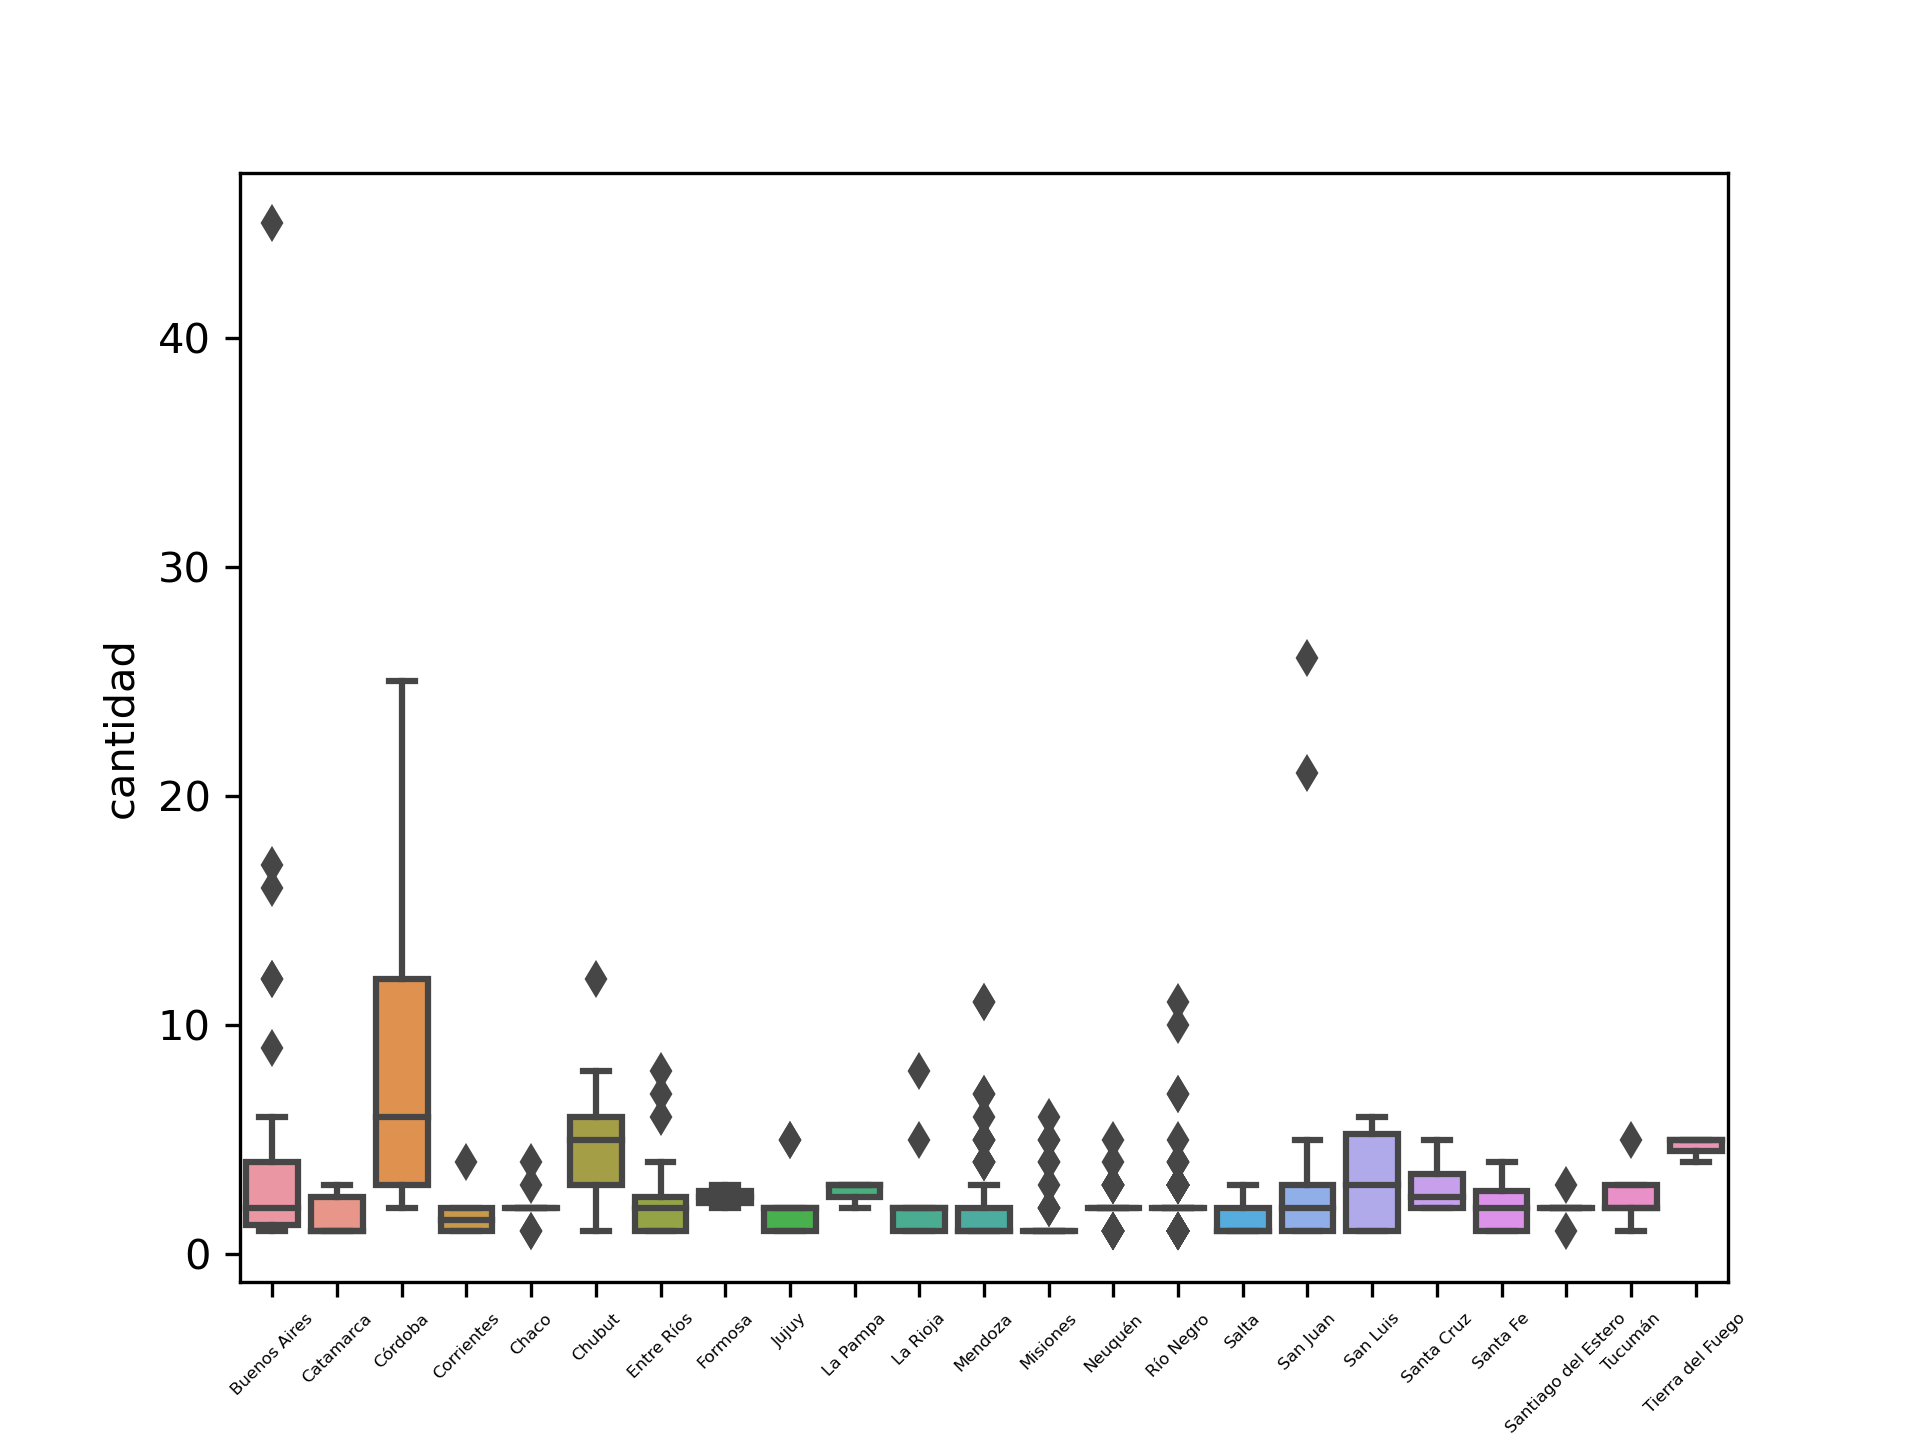 cantidad
40
30
20
10
0
Buenos Aires
Catamarca
Córdoba
Corrientes
Chaco
Chubut
Entre Ríos
Formosa
Jujuy
La Pampa
La Rioja
Mendoza
Misiones
Neuquén
Río Negro
Salta
San Juan
San Luis
Santa Cruz
Santa Fe
Santiago del Estero
Tucumán
Tierra del Fuego